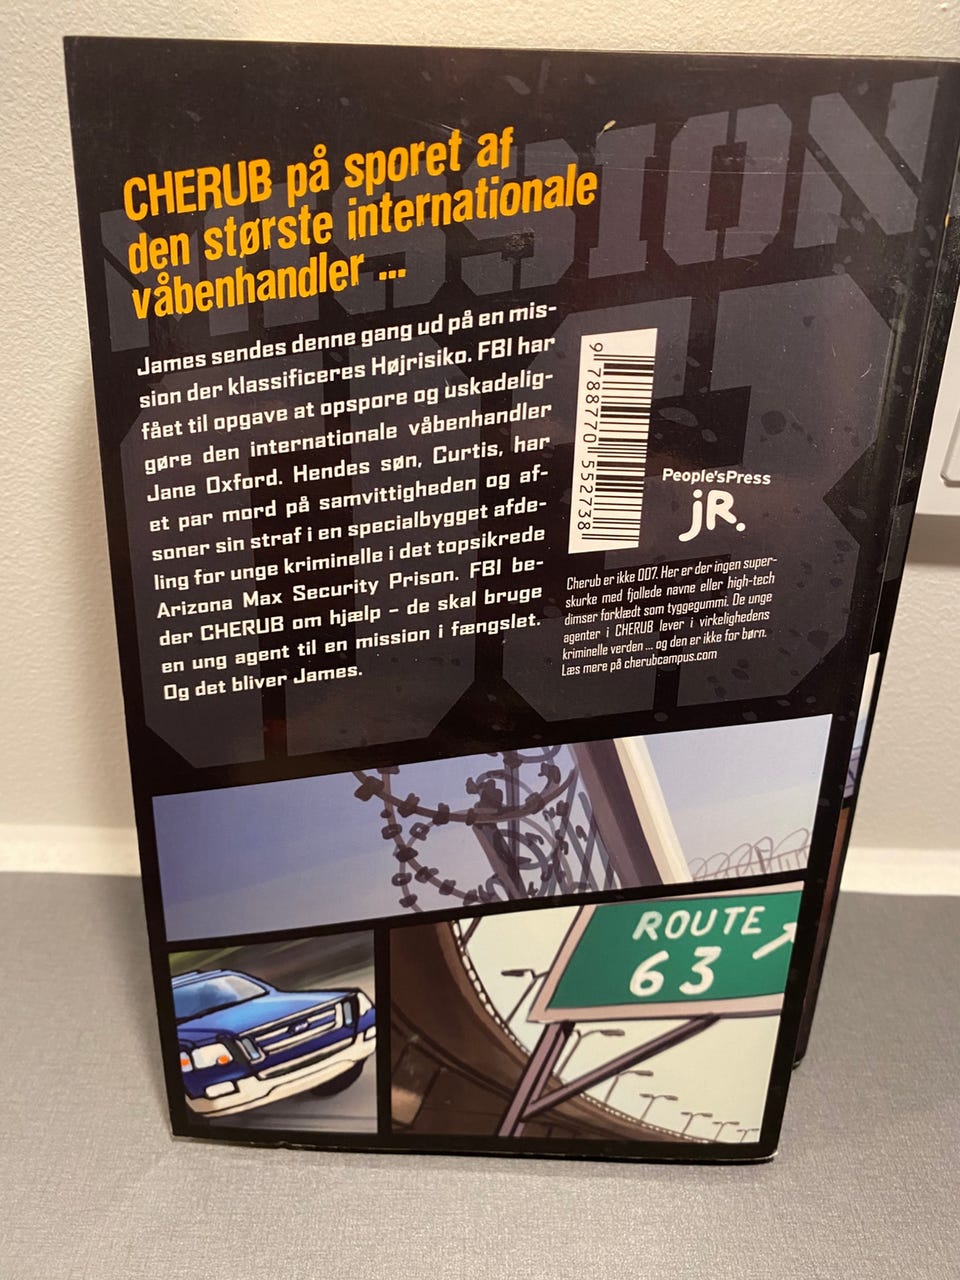 MISSION
03
CHERUB på sporet af
den største internationale
våbenhandler ...
James sendes denne gang ud på en mis-
sion der klassificeres Højrisiko. FBI har
fået til opgave at opspore og uskadelig-
gøre den internationale våbenhandler
Jane Oxford. Hendes søn, Curtis, har
et par mord på samvittigheden og af-
soner sin straf i en specialbygget afde-
ling for unge kriminelle i det topsikrede
Arizona Max Security Prison. FBI be-
der CHERUB om hjælp – de skal bruge
en ung agent til en mission i fængslet.
Og det bliver James.
9 788770 552738
People'sPress
jR.
Cherub er ikke 007. Her er der ingen super-
skurke med fjollede navne eller high-tech
dimser forklædt som tyggegummi. De unge
agenter i CHERUB lever i virkelighedens
kriminelle verden ... og den er ikke for børn.
Læs mere på cherubcampus.com
ROUTE
63